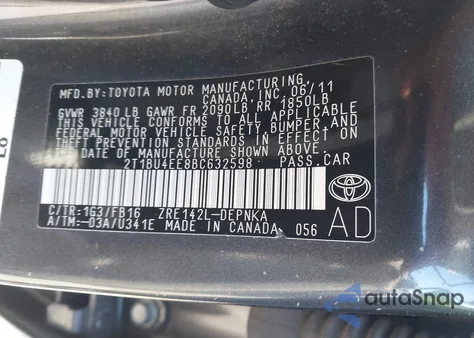 MFD. BY: TOYOTA MOTOR MANUFACTURING
CANADA, INC. 06/11
GVWR 3840 LB GAWR FR 2090LB RR 1850LB
THIS VEHICLE CONFORMS TO ALL APPLICABLE
FEDERAL MOTOR VEHICLE SAFETY, BUMPER, AND
THEFT PREVENTION STANDARDS IN EFFECT ON
THE DATE OF MANUFACTURE SHOWN ABOVE.
2T1BU4EE8BC632598 PASS.CAR
C/TR: 1G3/FB16 ZRE142L-DEPNKA
A/TM: -03A/U341E MADE IN CANADA 056
AD
TOYOTA
autoSnap